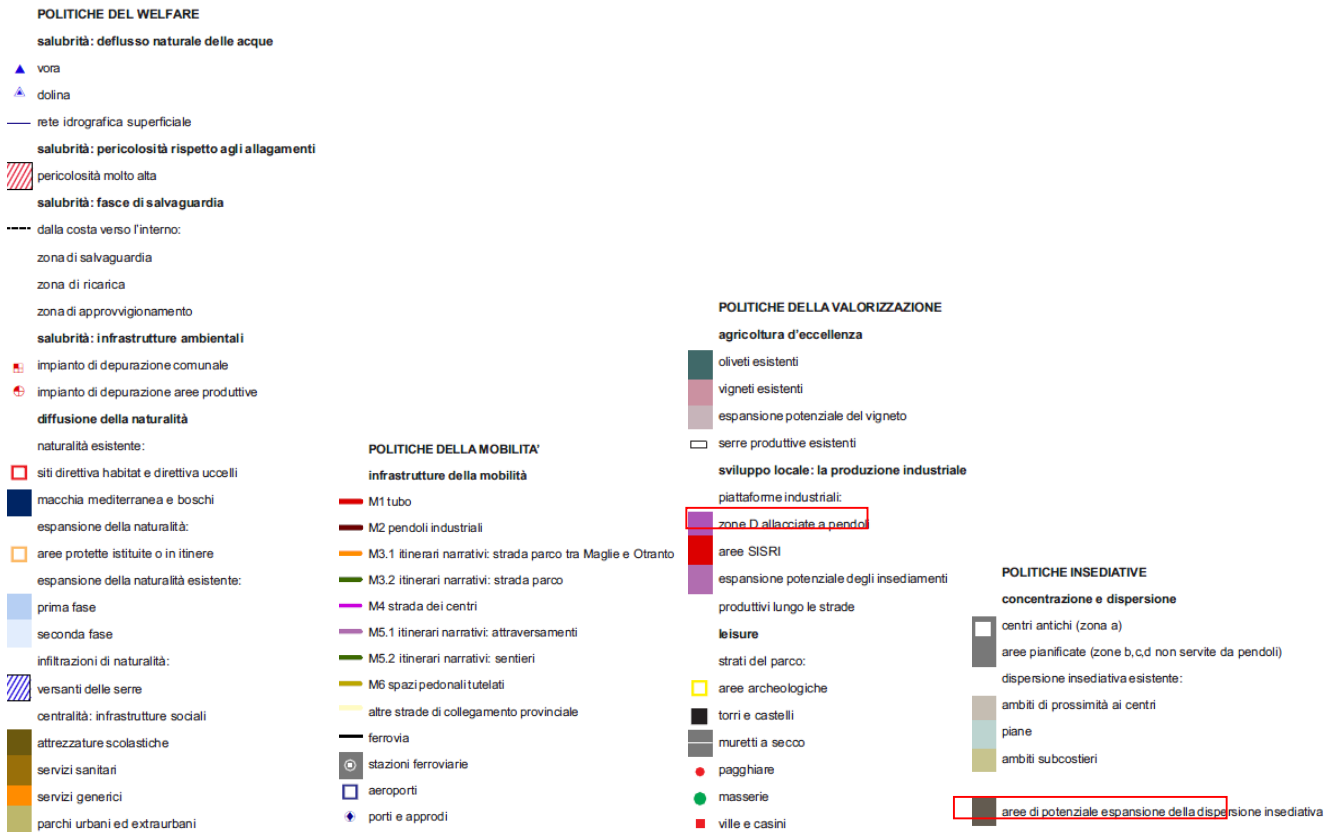 POLITICHE DEL WELFARE
salubrità: deflusso naturale delle acque
vora
dolina
rete idrografica superficiale
salubrità: pericolosità rispetto agli allagamenti
pericolosità molto alta
salubrità: fasce di salvaguardia
dalla costa verso l'interno:
zona di salvaguardia
zona di ricarica
zona di approvvigionamento
salubrità: infrastrutture ambientali
impianto di depurazione comunale
impianto di depurazione aree produttive
diffusione della naturalità
naturalità esistente:
siti direttiva habitat e direttiva uccelli
macchia mediterranea e boschi
espansione della naturalità:
aree protette istituite o in itinere
espansione della naturalità esistente:
prima fase
seconda fase
infiltrazioni di naturalità:
versanti delle serre
centralità: infrastrutture sociali
attrezzature scolastiche
servizi sanitari
servizi generici
parchi urbani ed extraurbani
POLITICHE DELLA MOBILITA'
infrastrutture della mobilità
M1 tubo
M2 pendoli industriali
M3.1 itinerari narrativi: strada parco tra Maglie e Otranto
M3.2 itinerari narrativi: strada parco
M4 strada dei centri
M5.1 itinerari narrativi: attraversamenti
M5.2 itinerari narrativi: sentieri
M6 spazi pedonali tutelati
altre strade di collegamento provinciale
ferrovia
stazioni ferroviarie
aeroporti
porti e approdi
POLITICHE DELLA VALORIZZAZIONE
agricoltura d'eccellenza
oliveti esistenti
vigneti esistenti
espansione potenziale del vigneto
serre produttive esistenti
sviluppo locale: la produzione industriale
piattaforme industriali:
zone D allacciate a pendoli
aree SISRI
espansione potenziale degli insediamenti
produttivi lungo le strade
leisure
strati del parco:
aree archeologiche
torri e castelli
muretti a secco
pagghiare
masserie
ville e casini
POLITICHE INSEDIATIVE
concentrazione e dispersione
centri antichi (zona a)
aree pianificate (zone b,c,d non servite da pendoli)
dispersione insediativa esistente:
ambiti di prossimità ai centri
piane
ambiti subcostieri
aree di potenziale espansione della dispersione insediativa